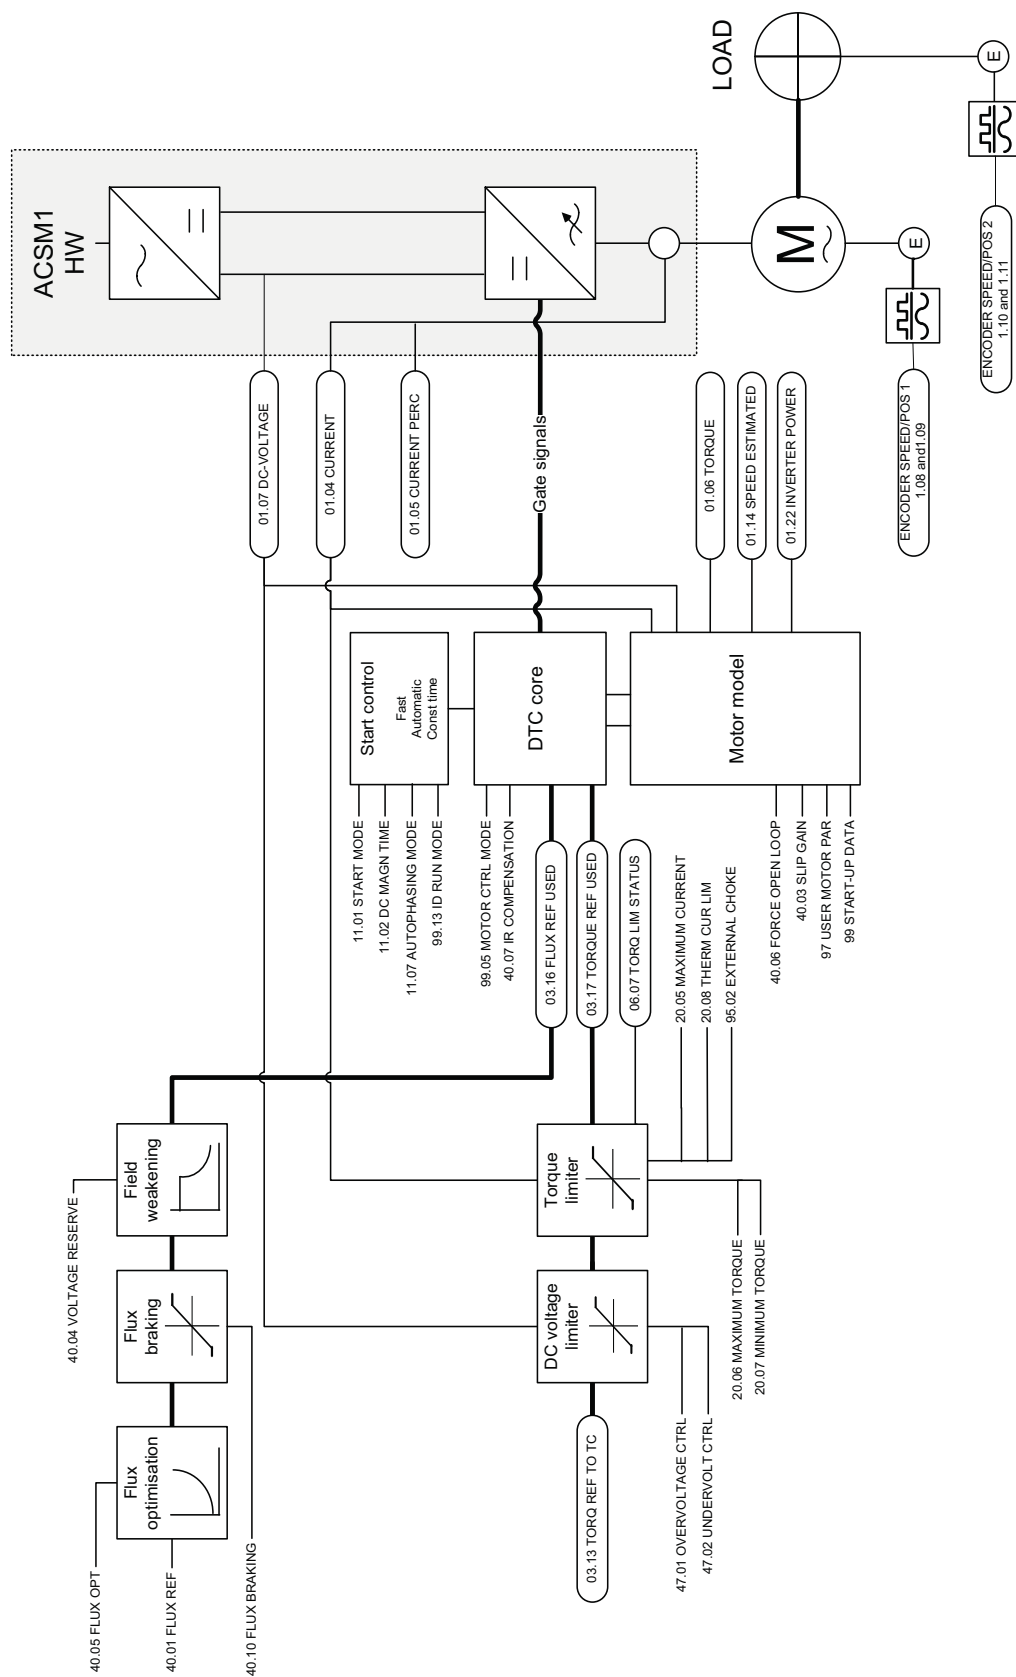 40.05 FLUX OPT
40.01 FLUX REF
40.10 FLUX BRAKING
Flux
optimisation
Flux
braking
40.04 VOLTAGE RESERVE
Field
weakening
03.13 TORQ REF TO TC
47.01 OVERVOLTAGE CTRL
47.02 UNDERVOLT CTRL
DC voltage
limiter
Torque
limiter
20.06 MAXIMUM TORQUE
20.07 MINIMUM TORQUE
20.05 MAXIMUM CURRENT
20.08 THERM CUR LIM
95.02 EXTERNAL CHOKE
11.01 START MODE
11.02 DC MAGN TIME
11.07 AUTOPHASING MODE
99.13 ID RUN MODE
99.05 MOTOR CTRL MODE
40.07 IR COMPENSATION
03.16 FLUX REF USED
03.17 TORQUE REF USED
06.07 TORQ LIM STATUS
40.06 FORCE OPEN LOOP
40.03 SLIP GAIN
97 USER MOTOR PAR
99 START-UP DATA
Start control
Fast
Automatic
Const time
DTC core
Motor model
01.07 DC-VOLTAGE
01.04 CURRENT
01.05 CURRENT PERC
Gate signals
01.06 TORQUE
01.14 SPEED ESTIMATED
01.22 INVERTER POWER
ENCODER SPEED/POS 1
1.08 and1.09
ENCODER SPEED/POS 2
1.10 and 1.11
ACSM1
HW
M
E
LOAD
E